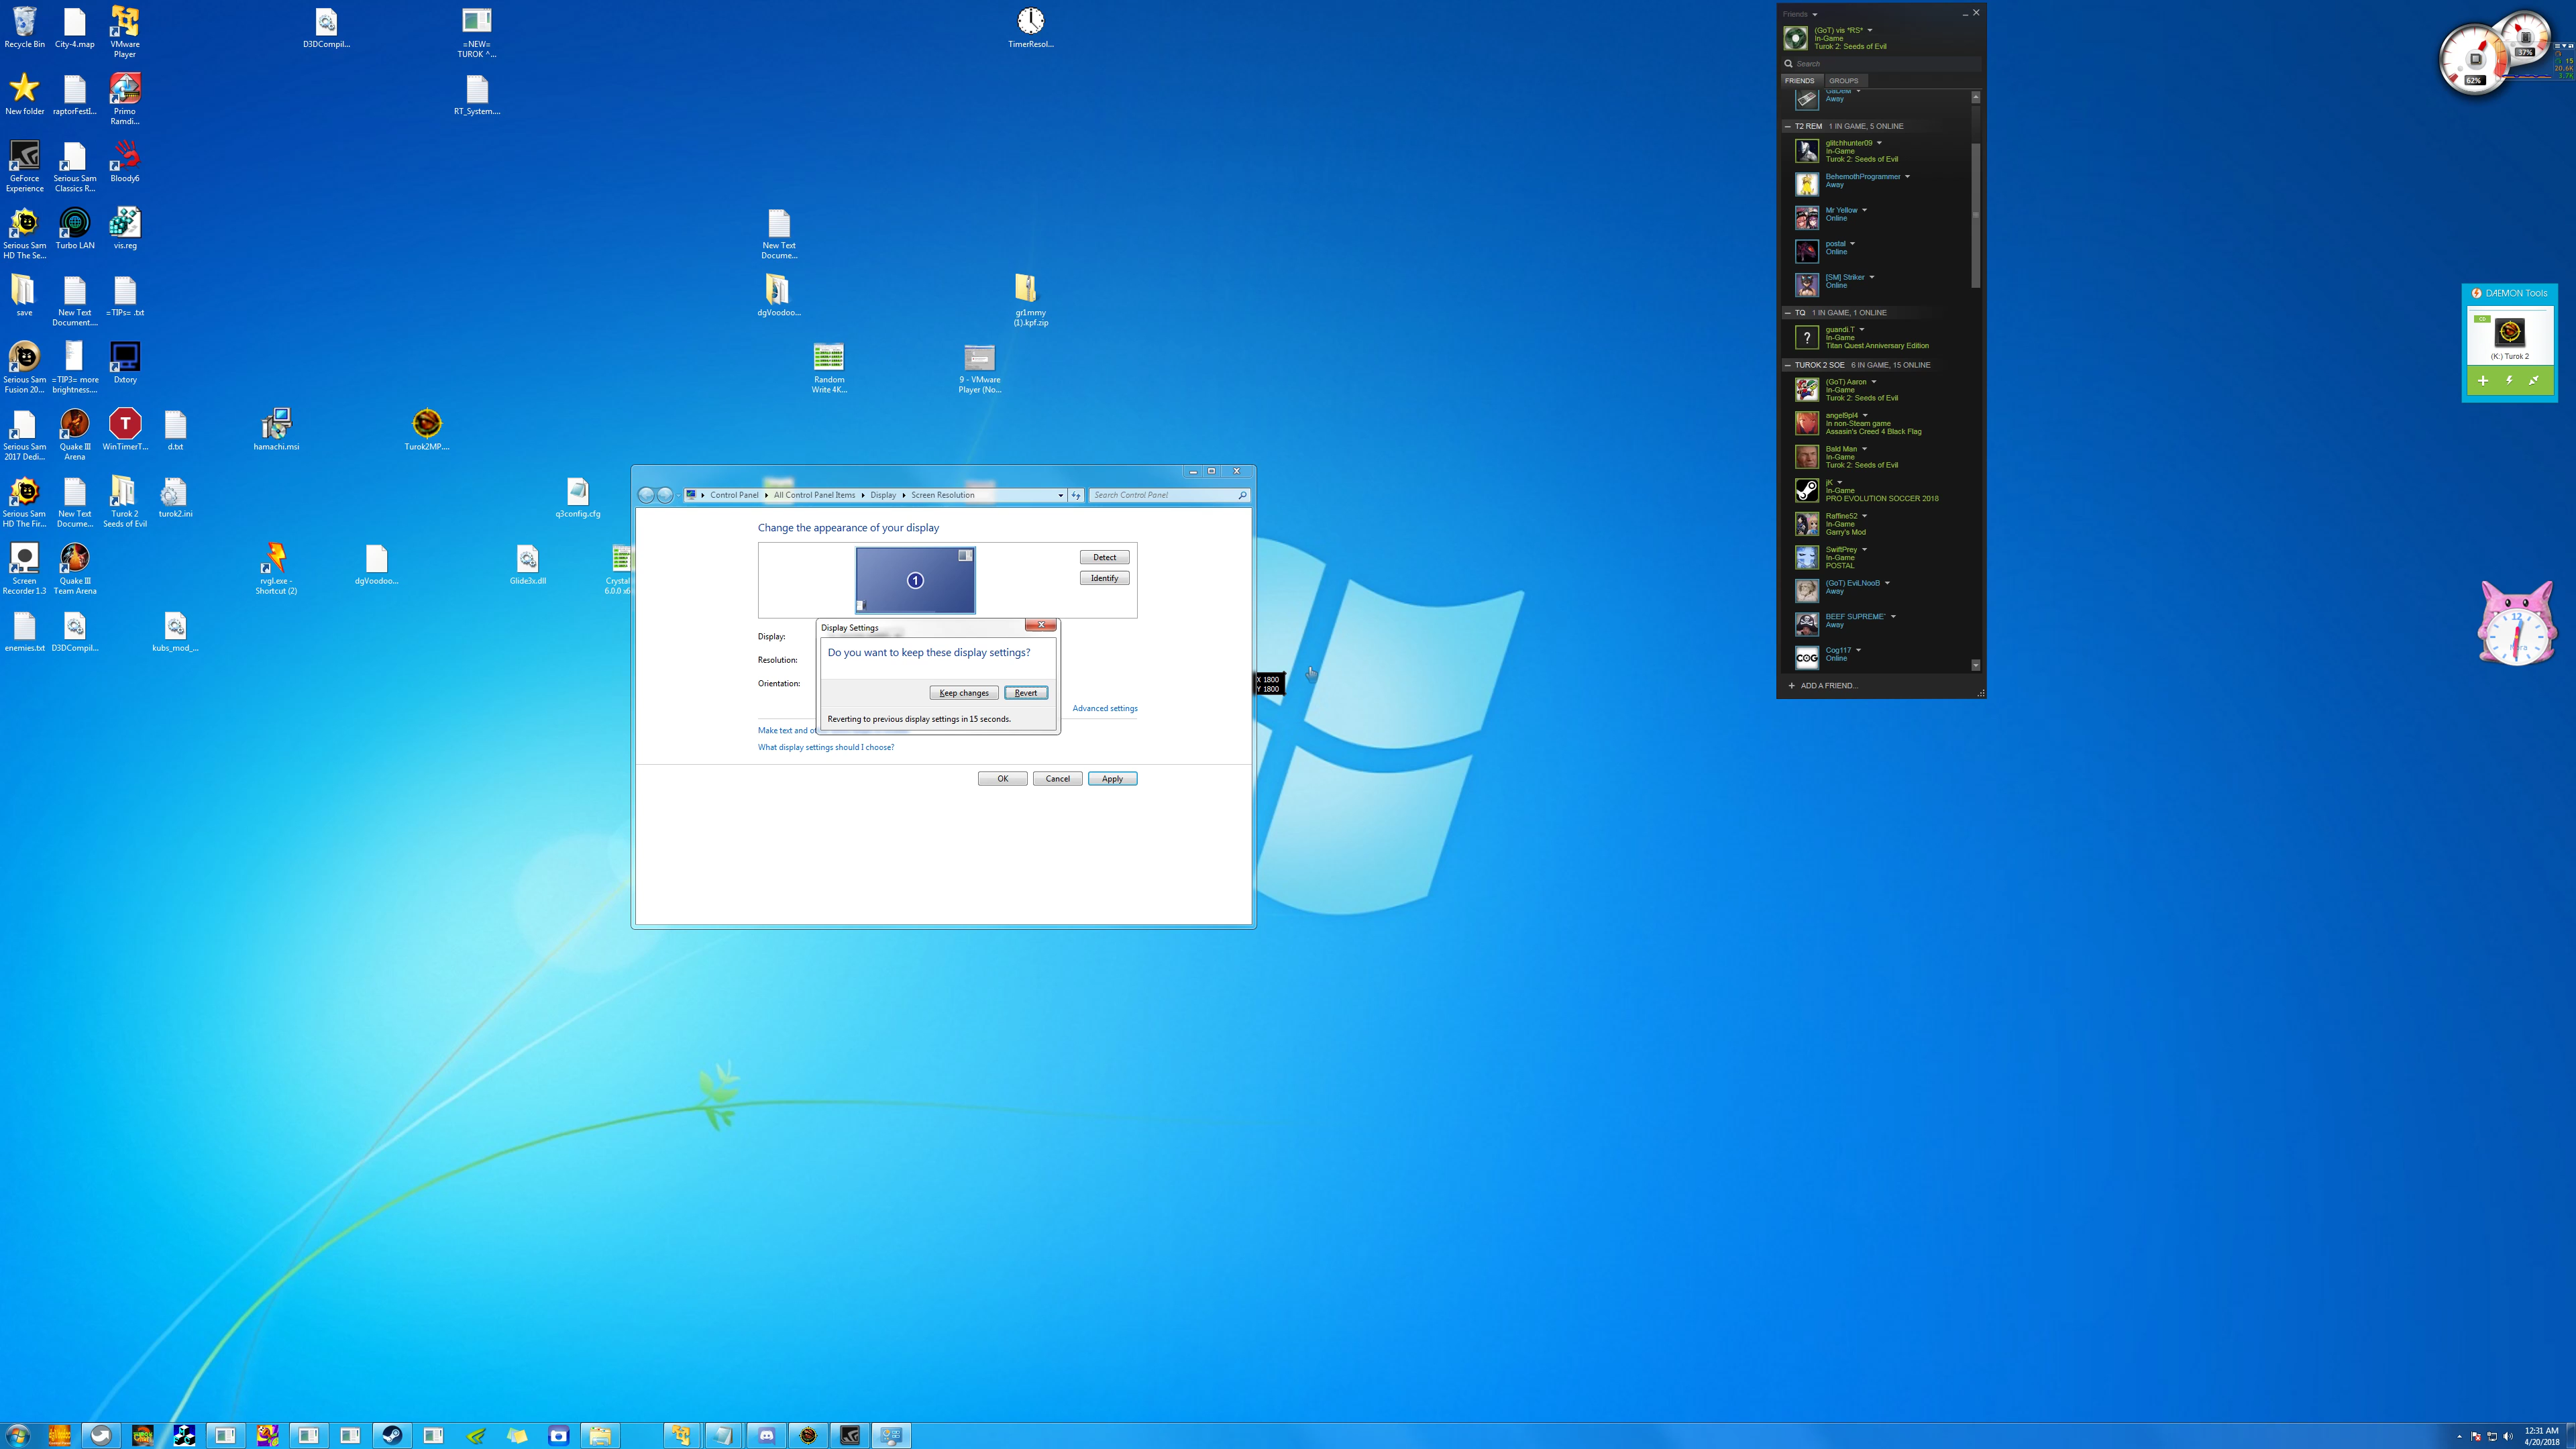 Recycle Bin
City-4.map
VMware
Player
D3DCompil...
=NEW=
TUROK ^...
TimerResol...
New folder
raptorFestI...
Primo
Ramdi...
RT_System....
GeForce
Experience
Serious Sam
Classics R...
Bloody6
Serious Sam
HD The Se...
Turbo LAN
vis.reg
New Text
Docume...
save
New Text
Document....
=TIPs= .txt
dgVoodoo...
gr1mmy
(1).kpf.zip
Serious Sam
Fusion 20...
=TIP3= more
brightness....
Dxtory
Random
Write 4K...
9 - VMware
Player (No...
Serious Sam
2017 Dedi...
Quake III
Arena
WinTimerT...
d.txt
hamachi.msi
Turok2MP....
Serious Sam
HD The Fir...
New Text
Docume...
Turok 2
Seeds of Evil
turok2.ini
q3config.cfg
Screen
Recorder 1.3
Quake III
Team Arena
rvgl.exe -
Shortcut (2)
dgVoodoo...
Glide3x.dll
Crystal
6.0.0 x6
enemies.txt
D3DCompil...
kubs_mod_...
Control Panel
All Control Panel Items
Display
Screen Resolution
Search Control Panel
Change the appearance of your display
1
Detect
Identify
Display:
Resolution:
Orientation:
Display Settings
Do you want to keep these display settings?
Keep changes
Revert
Reverting to previous display settings in 15 seconds.
Advanced settings
Make text and o
What display settings should I choose?
OK
Cancel
Apply
X 1800
Y 1800
Friends
(GoT) vis *RS*
In-Game
Turok 2: Seeds of Evil
Search
FRIENDS
GROUPS
Away
T2 REM 1 IN GAME, 5 ONLINE
glitchhunter09
In-Game
Turok 2: Seeds of Evil
BehemothProgrammer
Away
Mr Yellow
Online
postal
Online
[SM] Striker
Online
TQ 1 IN GAME, 1 ONLINE
?
guandi.T
In-Game
Titan Quest Anniversary Edition
TUROK 2 SOE 6 IN GAME, 15 ONLINE
(GoT) Aaron
In-Game
Turok 2: Seeds of Evil
angel9pl4
In non-Steam game
Assasin's Creed 4 Black Flag
Bald Man
In-Game
Turok 2: Seeds of Evil
jK
In-Game
PRO EVOLUTION SOCCER 2018
Raffine52
In-Game
Garry's Mod
SwiftPrey
In-Game
POSTAL
(GoT) EviLNooB
Away
BEEF SUPREME
Away
COG
Cog117
Online
+ ADD A FRIEND...
37%
62%
15
20.6K
DAEMON Tools
CD
(K:) Turok 2
12
12:31 AM
4/20/2018